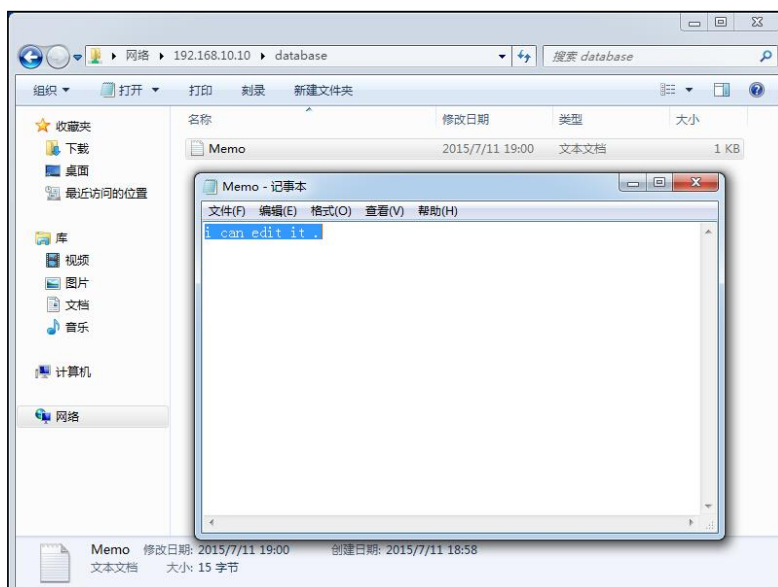 网络 192.168.10.10 database 搜索 database
组织 打开 打印 刻录 新建文件夹
名称 修改日期 类型 大小
收藏夹
下载
桌面
最近访问的位置
库
视频
图片
文档
音乐
计算机
网络
Memo 2015/7/11 19:00 文本文档 1 KB
Memo - 记事本
文件(F) 编辑(E) 格式(O) 查看(V) 帮助(H)
i can edit it .
Memo 修改日期: 2015/7/11 19:00 创建日期: 2015/7/11 18:58
文本文档 大小: 15 字节